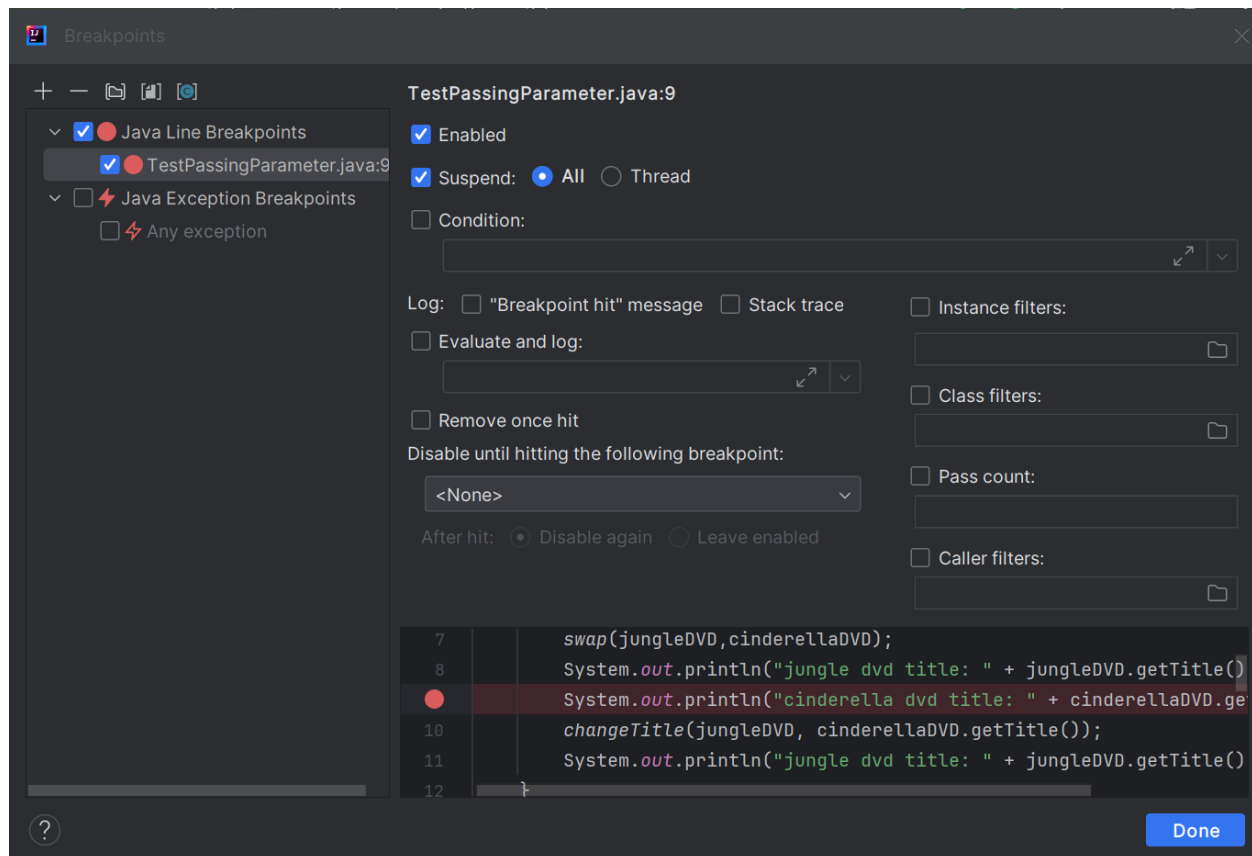 Breakpoints
Java Line Breakpoints
TestPassingParameter.java:9
Java Exception Breakpoints
Any exception
TestPassingParameter.java:9
Enabled
Suspend: All Thread
Condition:
Log: "Breakpoint hit" message Stack trace
Instance filters:
Evaluate and log:
Class filters:
Remove once hit
Disable until hitting the following breakpoint:
Pass count:
<None>
After hit: Disable again Leave enabled
Caller filters:
7 swap(jungleDVD,cinderellaDVD);
8 System.out.println("jungle dvd title: " + jungleDVD.getTitle()
System.out.println("cinderella dvd title: " + cinderellaDVD.ge
10 changeTitle(jungleDVD, cinderellaDVD.getTitle());
11 System.out.println("jungle dvd title: " + jungleDVD.getTitle()
12 }
?
Done